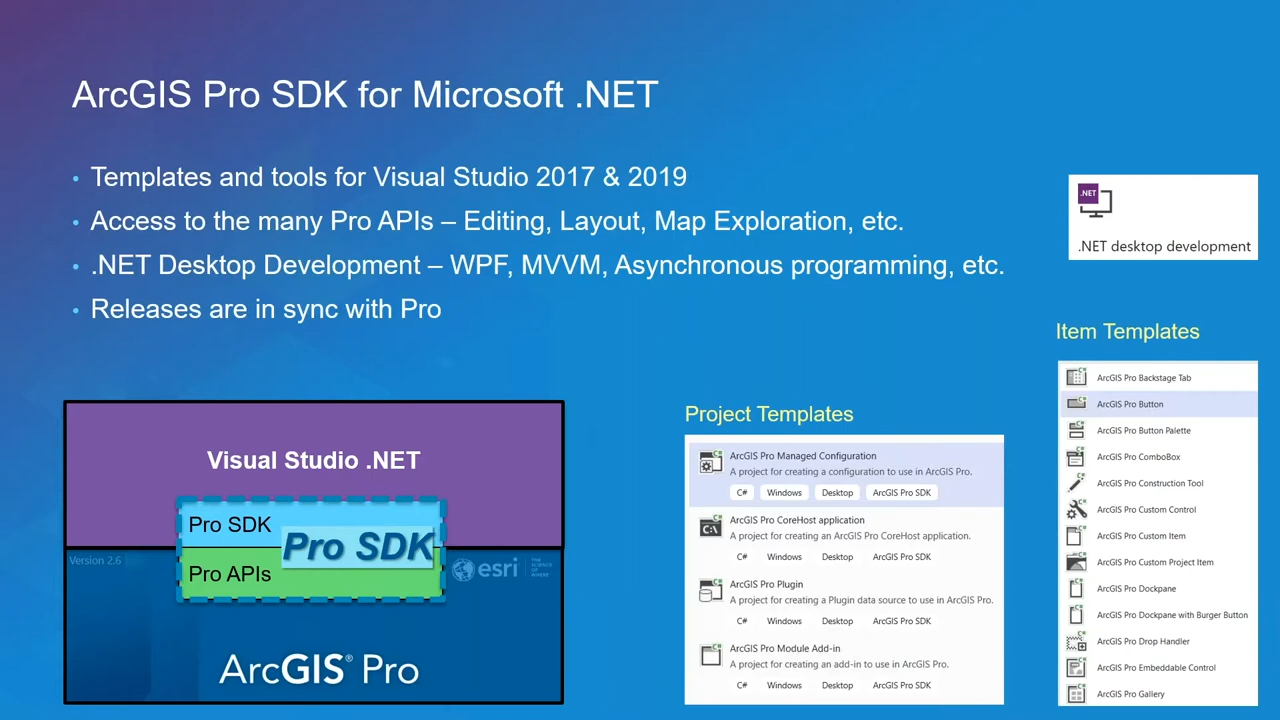 ArcGIS Pro SDK for Microsoft .NET
• Templates and tools for Visual Studio 2017 & 2019
• Access to the many Pro APIs – Editing, Layout, Map Exploration, etc.
• .NET Desktop Development – WPF, MVVM, Asynchronous programming, etc.
• Releases are in sync with Pro
.NET
.NET desktop development
Visual Studio .NET
Pro SDK
Pro SDK
Pro APIs
Version 2.6
esri
THE
SCIENCE
OF
WHERE
ArcGIS® Pro
Project Templates
ArcGIS Pro Managed Configuration
A project for creating a configuration to use in ArcGIS Pro.
C# Windows Desktop ArcGIS Pro SDK
ArcGIS Pro CoreHost application
A project for creating an ArcGIS Pro CoreHost application.
C# Windows Desktop ArcGIS Pro SDK
ArcGIS Pro Plugin
A project for creating a Plugin data source to use in ArcGIS Pro.
C# Windows Desktop ArcGIS Pro SDK
ArcGIS Pro Module Add-in
A project for creating an add-in to use in ArcGIS Pro.
C# Windows Desktop ArcGIS Pro SDK
Item Templates
ArcGIS Pro Backstage Tab
ArcGIS Pro Button
ArcGIS Pro Button Palette
ArcGIS Pro ComboBox
ArcGIS Pro Construction Tool
ArcGIS Pro Custom Control
ArcGIS Pro Custom Item
ArcGIS Pro Custom Project Item
ArcGIS Pro Dockpane
ArcGIS Pro Dockpane with Burger Button
ArcGIS Pro Drop Handler
ArcGIS Pro Embeddable Control
ArcGIS Pro Gallery